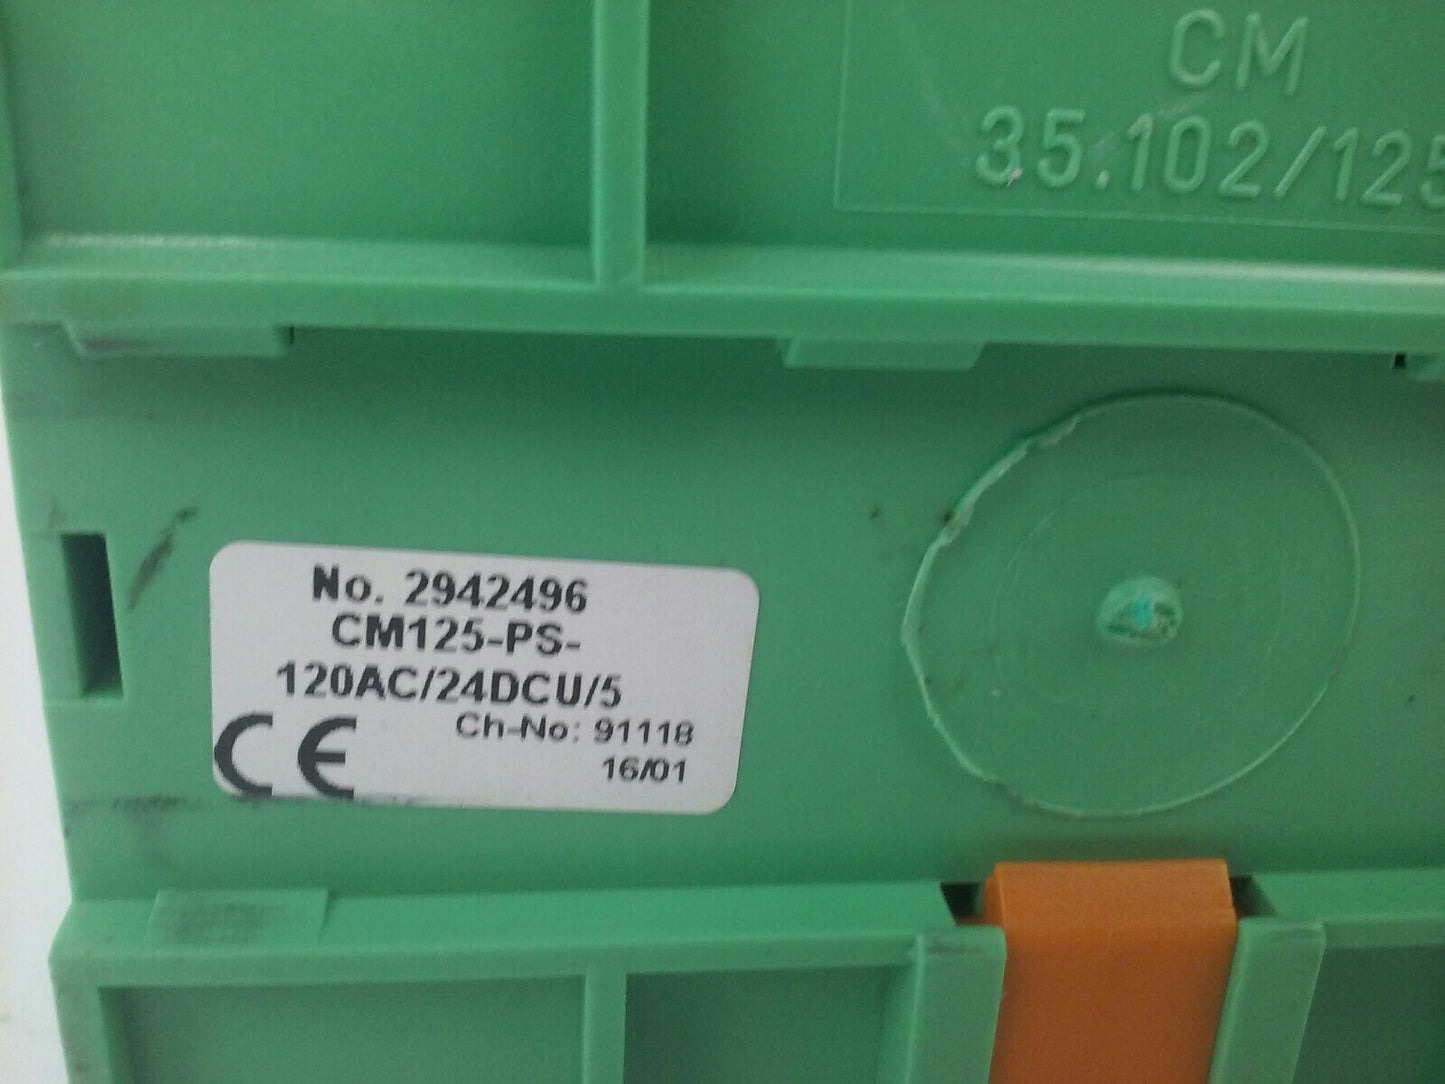 CM
35.102/125
No. 2942496
CM125-PS-
120AC/24DCU/5
Ch-No: 91118
16/01
CE